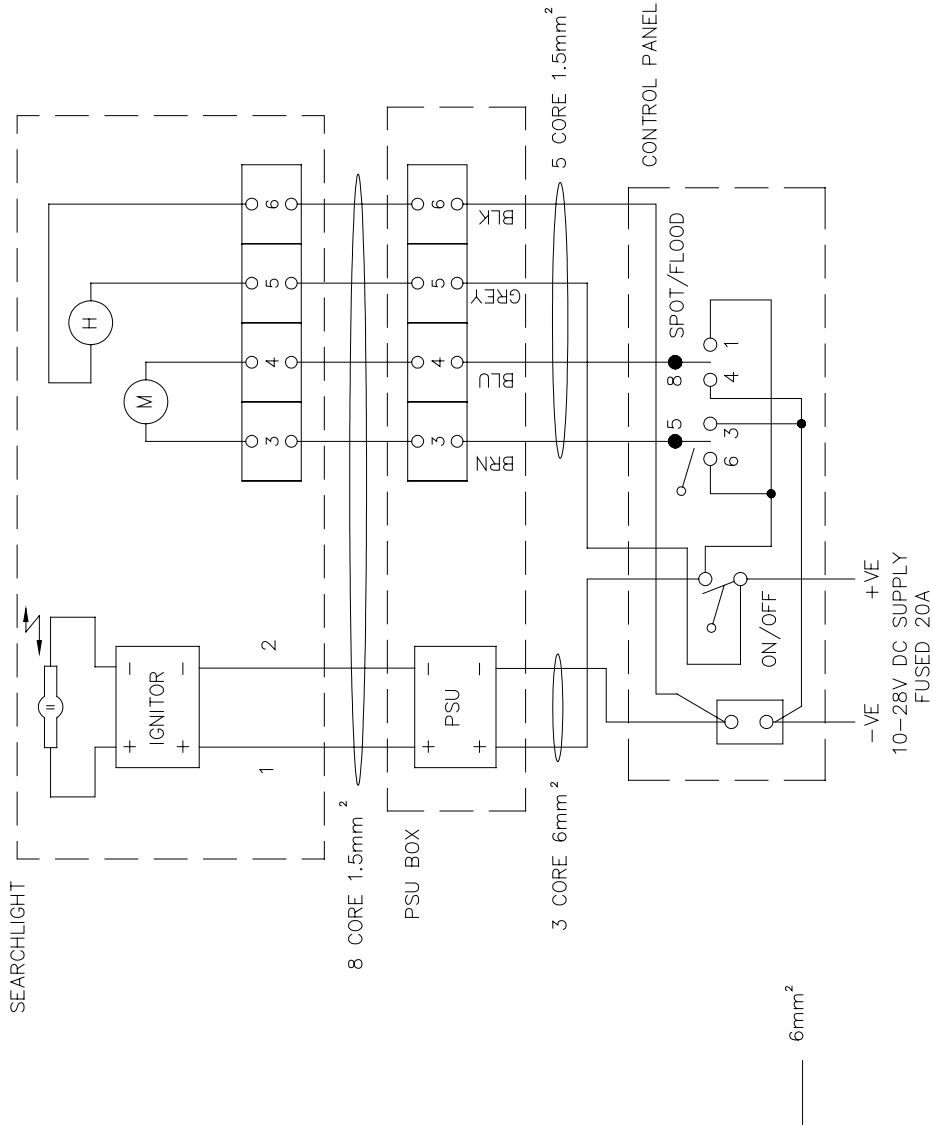 SEARCHLIGHT
H
M
II
+ −
IGNITOR
+ −
3 4 5 6
1 2
8 CORE 1.5mm²
PSU BOX
+ −
PSU
+ −
3 4 5 6
BRN BLU GREY BLK
3 CORE 6mm²
5 CORE 1.5mm²
CONTROL PANEL
SPOT/FLOOD
5 8
6 3 4 1
ON/OFF
−VE +VE
10−28V DC SUPPLY
FUSED 20A
6mm²